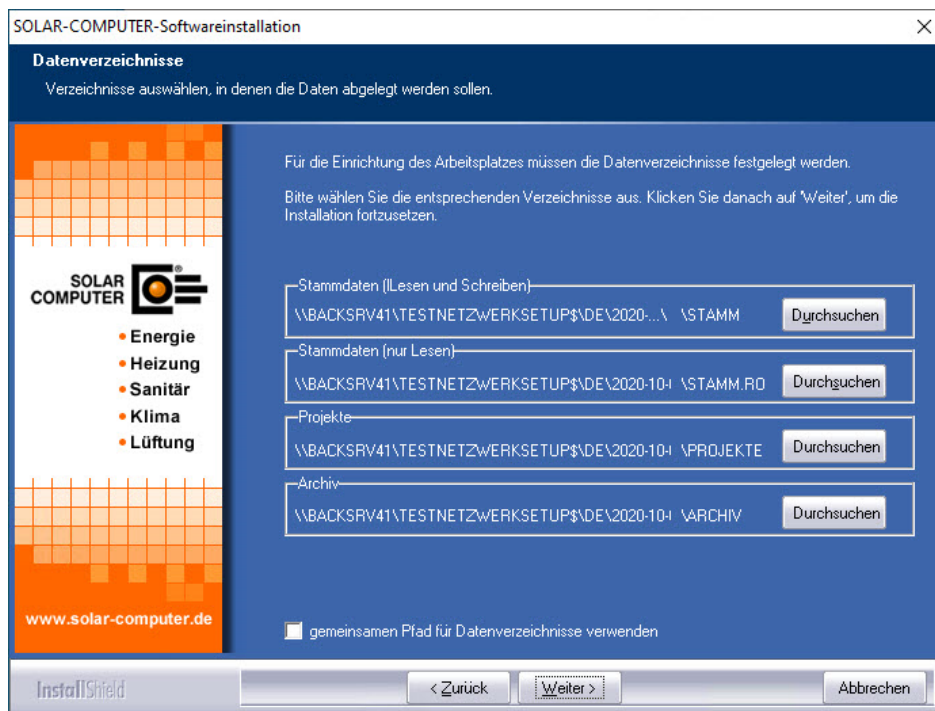 SOLAR-COMPUTER-Softwareinstallation
Datenverzeichnisse
Verzeichnisse auswählen, in denen die Daten abgelegt werden sollen.
Für die Einrichtung des Arbeitsplatzes müssen die Datenverzeichnisse festgelegt werden.
Bitte wählen Sie die entsprechenden Verzeichnisse aus. Klicken Sie danach auf 'Weiter', um die
Installation fortzusetzen.
SOLAR
COMPUTER
®
• Energie
• Heizung
• Sanitär
• Klima
• Lüftung
www.solar-computer.de
Stammdaten (lLesen und Schreiben)
\\BACKSRV41\TESTNETZWERKSETUP$\DE\2020-...\ \STAMM Durchsuchen
Stammdaten (nur Lesen)
\\BACKSRV41\TESTNETZWERKSETUP$\DE\2020-10- \STAMM.RO Durchsuchen
Projekte
\\BACKSRV41\TESTNETZWERKSETUP$\DE\2020-10- \PROJEKTE Durchsuchen
Archiv
\\BACKSRV41\TESTNETZWERKSETUP$\DE\2020-10- \ARCHIV Durchsuchen
gemeinsamen Pfad für Datenverzeichnisse verwenden
InstallShield
< Zurück Weiter > Abbrechen